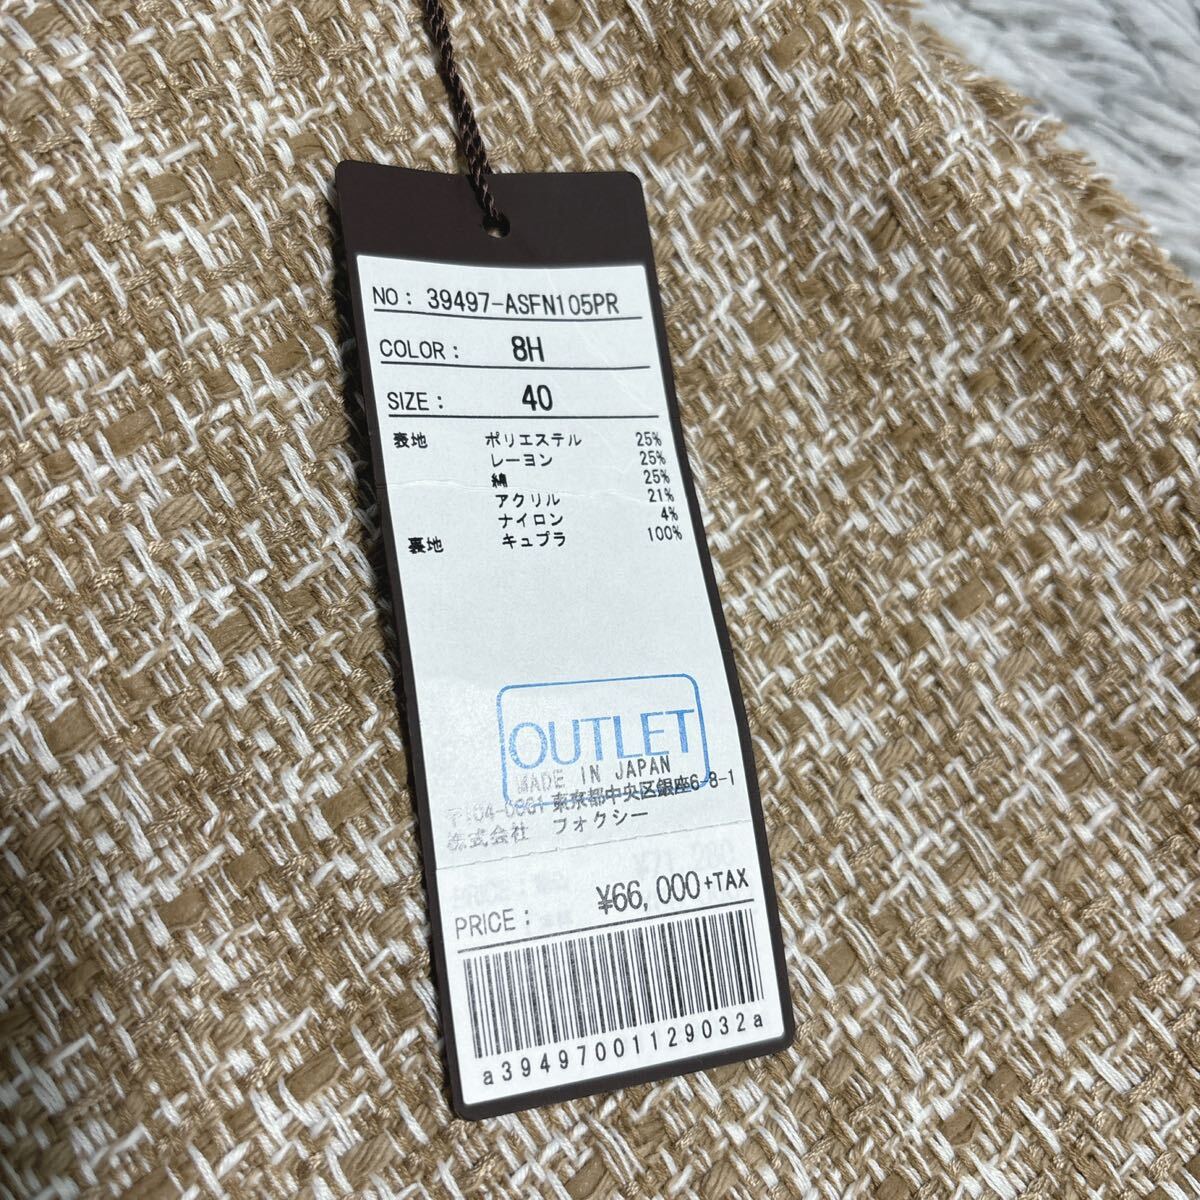 NO: 39497-ASFN105PR
COLOR: 8H
SIZE: 40
表地 ポリエステル 25%
レーヨン 25%
綿 25%
アクリル 21%
ナイロン 4%
裏地 キュプラ 100%
OUTLET
MADE IN JAPAN
〒104-0061 東京都中央区銀座6-8-1
株式会社 フォクシー
PRICE: ¥66,000+TAX
a39497001129032a